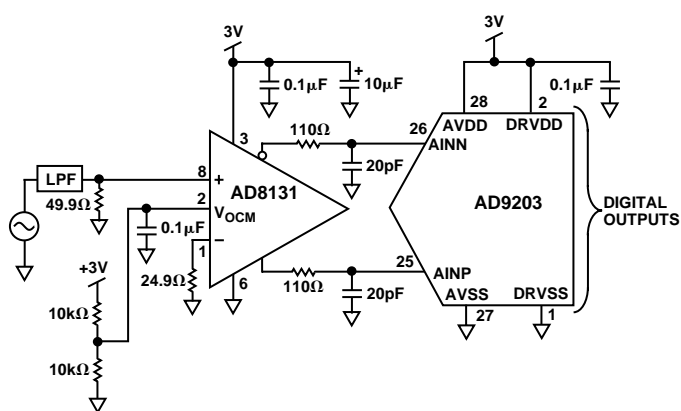 3V
0.1µF
+
10µF
3
110Ω
LPF
49.9Ω
8
+
2
VOCM
AD8131
0.1µF
–
1
24.9Ω
6
+3V
10kΩ
10kΩ
20pF
110Ω
20pF
3V
0.1µF
28
2
AVDD
DRVDD
26
AINN
AD9203
25
AINP
AVSS
DRVSS
27
1
DIGITAL
OUTPUTS